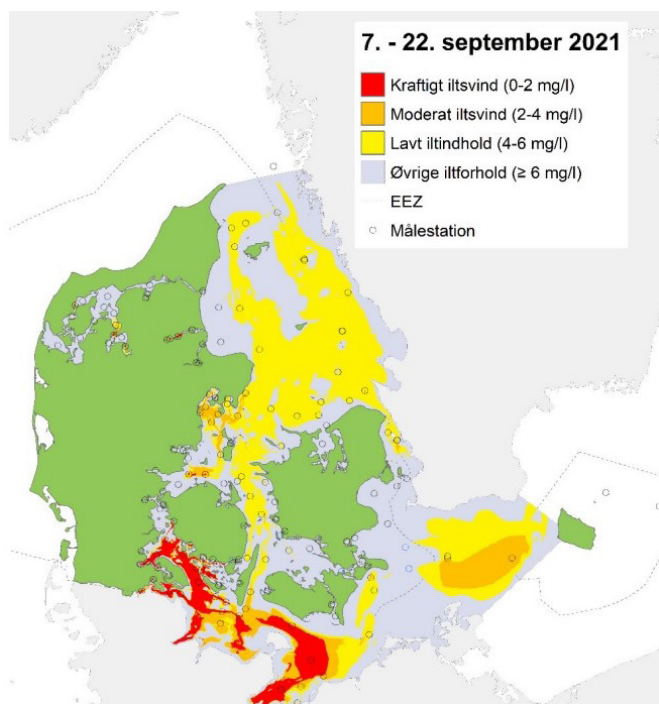 7. - 22. september 2021
Kraftigt iltsvind (0-2 mg/l)
Moderat iltsvind (2-4 mg/l)
Lavt iltindhold (4-6 mg/l)
Øvrige iltforhold (≥ 6 mg/l)
EEZ
Målestation